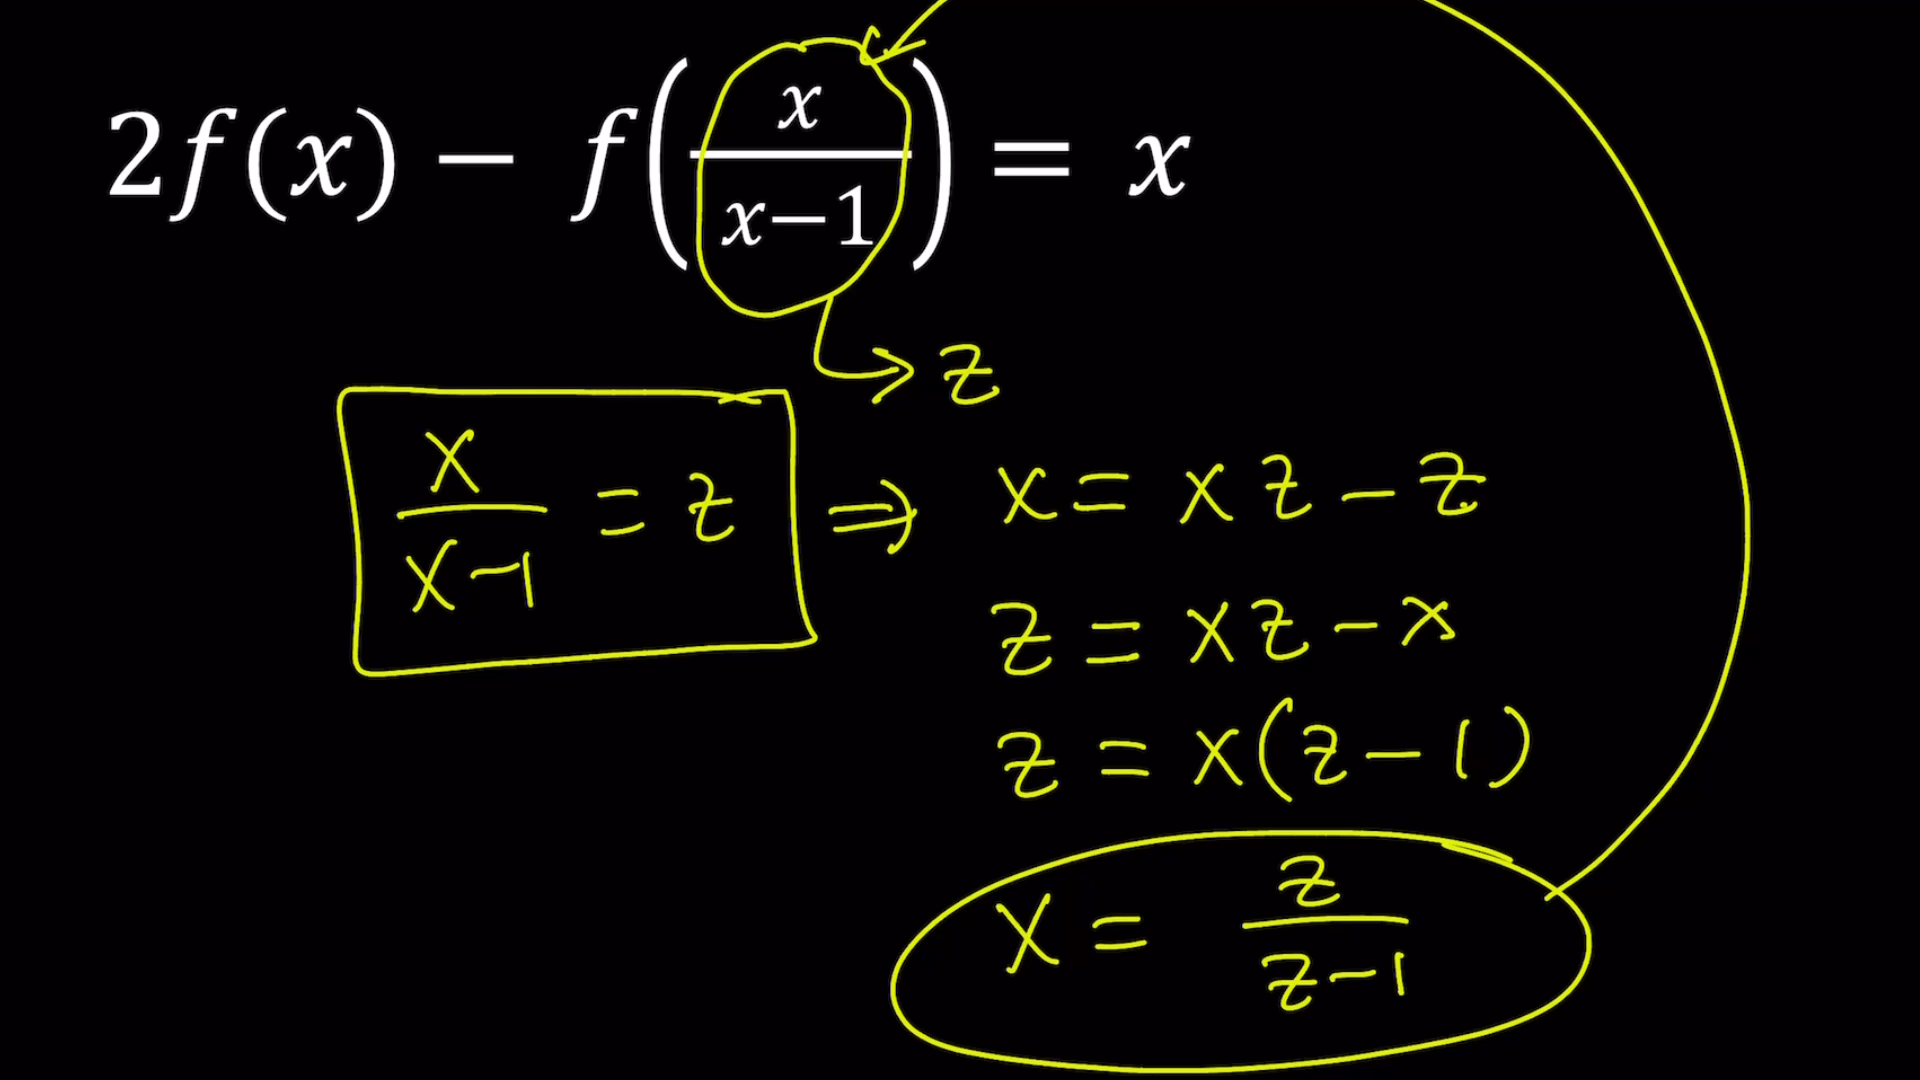 2f(x) − f(x/(x−1)) = x
→ z
x/(x−1) = z ⇒ x = xz − z
z = xz − x
z = x(z − 1)
x = z/(z−1)